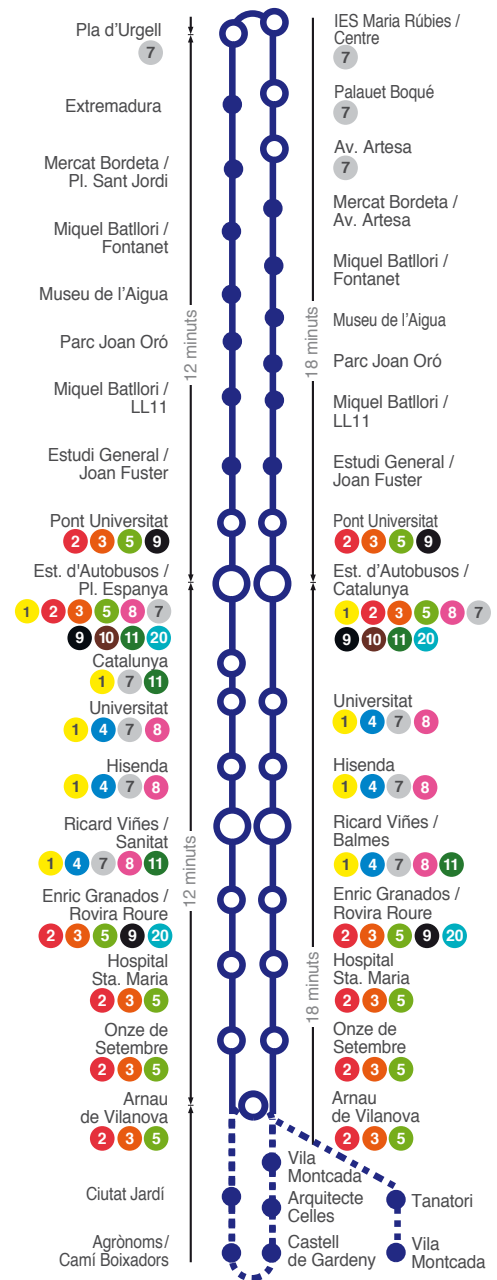 Pla d'Urgell
7
Extremadura
Mercat Bordeta /
Pl. Sant Jordi
Miquel Batllori /
Fontanet
Museu de l'Aigua
Parc Joan Oró
Miquel Batllori /
LL11
Estudi General /
Joan Fuster
Pont Universitat
2 3 5 9
Est. d'Autobusos /
Pl. Espanya
1 2 3 5 8 7
9 10 11 20
Catalunya
1 7 11
Universitat
1 4 7 8
Hisenda
1 4 7 8
Ricard Viñes /
Sanitat
1 4 7 8 11
Enric Granados /
Rovira Roure
2 3 5 9 20
Hospital
Sta. Maria
2 3 5
Onze de
Setembre
2 3 5
Arnau
de Vilanova
2 3 5
Ciutat Jardí
Agrònoms/
Camí Boixadors
12 minuts
12 minuts
IES Maria Rúbies /
Centre
7
Palauet Boqué
7
Av. Artesa
7
Mercat Bordeta /
Av. Artesa
Miquel Batllori /
Fontanet
Museu de l'Aigua
Parc Joan Oró
Miquel Batllori /
LL11
Estudi General /
Joan Fuster
Pont Universitat
2 3 5 9
Est. d'Autobusos /
Catalunya
1 2 3 5 8 7
9 10 11 20
Universitat
1 4 7 8
Hisenda
1 4 7 8
Ricard Viñes /
Balmes
1 4 7 8 11
Enric Granados /
Rovira Roure
2 3 5 9 20
Hospital
Sta. Maria
2 3 5
Onze de
Setembre
2 3 5
Arnau
de Vilanova
2 3 5
18 minuts
18 minuts
Vila
Montcada
Arquitecte
Celles
Castell
de Gardeny
Tanatori
Vila
Montcada